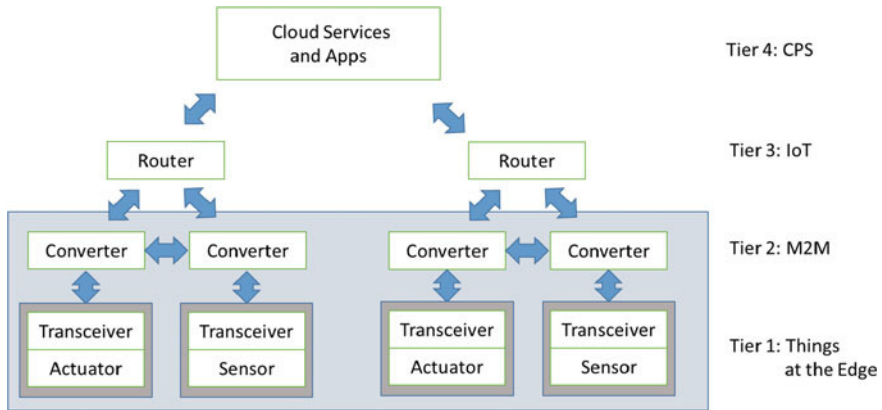 Cloud Services
and Apps
Tier 4: CPS
Router
Router
Tier 3: IoT
Converter
Converter
Converter
Converter
Tier 2: M2M
Transceiver
Transceiver
Transceiver
Transceiver
Actuator
Sensor
Actuator
Sensor
Tier 1: Things
at the Edge